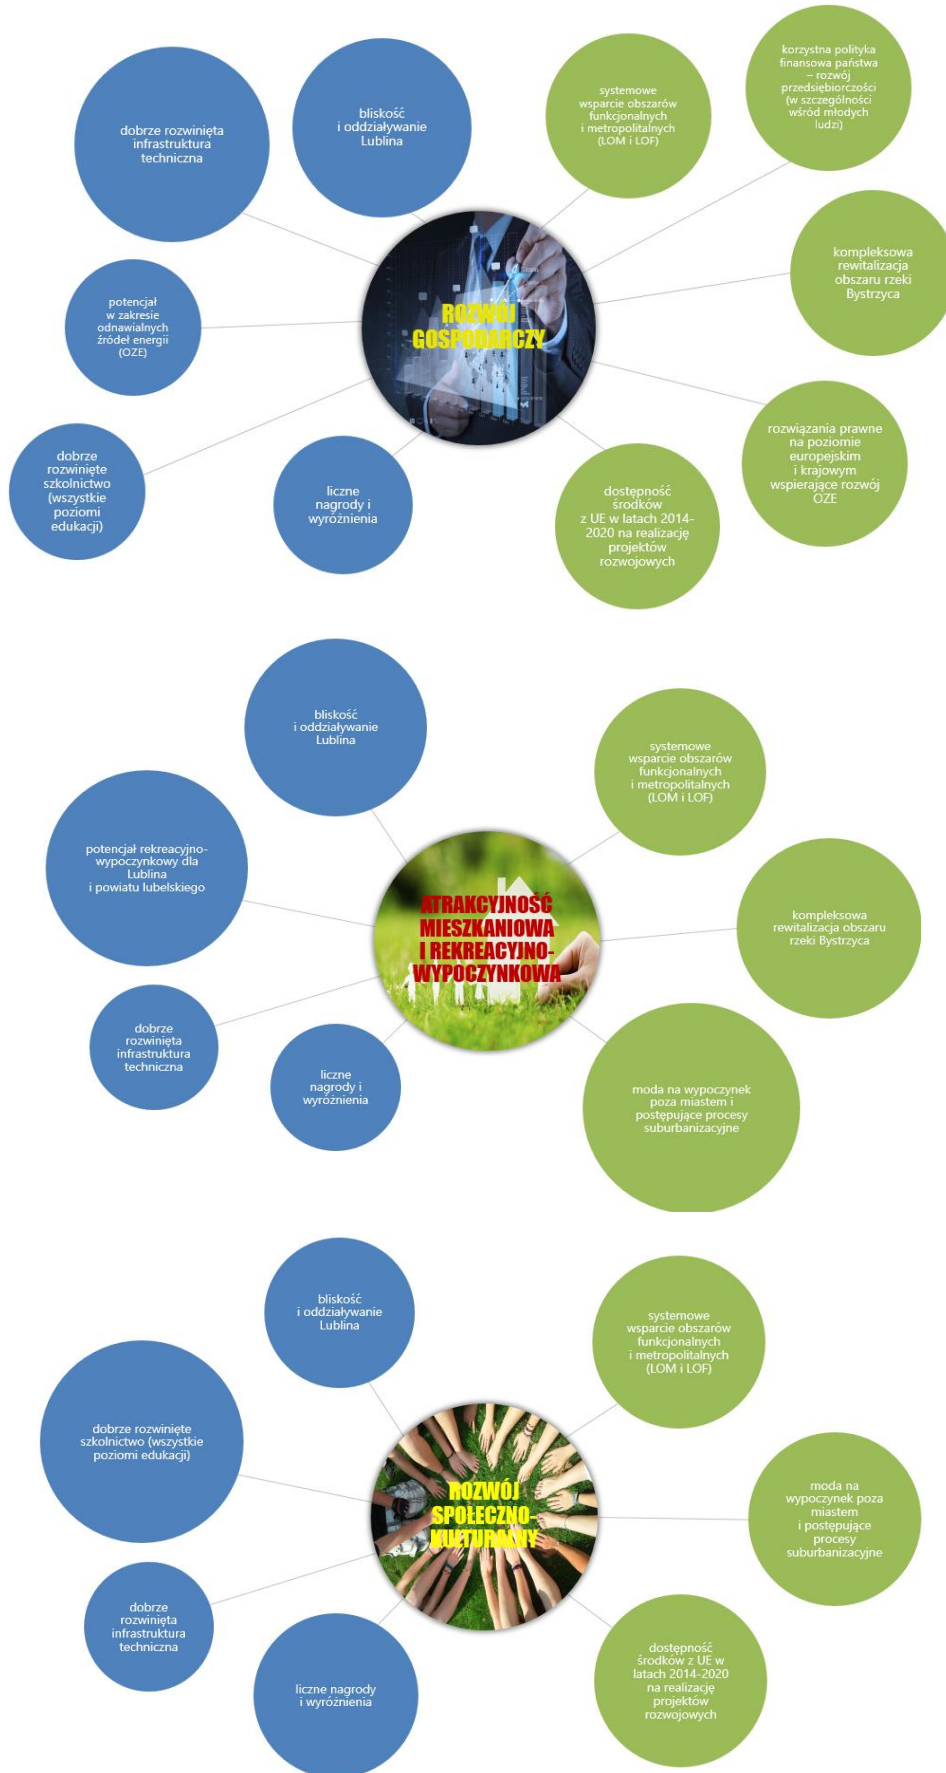 korzystna polityka
finansowa państwa
– rozwój
przedsiębiorczości
(w szczególności
wśród młodych
ludzi)
systemowe
wsparcie obszarów
funkcjonalnych
i metropolitalnych
(LOM i LOF)
bliskość
i oddziaływanie
Lublina
dobrze rozwinięta
infrastruktura
techniczna
kompleksowa
rewitalizacja
obszaru rzeki
Bystrzyca
potencjał
w zakresie
odnawialnych
źródeł energii
(OZE)
ROZWÓJ
GOSPODARCZY
rozwiązania prawne
na poziomie
europejskim
i krajowym
wspierające rozwój
OZE
dobrze
rozwinięte
szkolnictwo
(wszystkie
poziomi
edukacji)
liczne
nagrody i
wyróżnienia
dostępność
środków
z UE w latach 2014-
2020 na realizację
projektów
rozwojowych
bliskość
i oddziaływanie
Lublina
systemowe
wsparcie obszarów
funkcjonalnych
i metropolitalnych
(LOM i LOF)
potencjał rekreacyjno-
wypoczynkowy dla
Lublina
i powiatu lubelskiego
ATRAKCYJNOŚĆ
MIESZKANIOWA
I REKREACYJNO-
WYPOCZYNKOWA
kompleksowa
rewitalizacja obszaru
rzeki Bystrzyca
dobrze
rozwinięta
infrastruktura
techniczna
liczne
nagrody i
wyróżnienia
moda na wypoczynek
poza miastem i
postępujące procesy
suburbanizacyjne
bliskość
i oddziaływanie
Lublina
systemowe
wsparcie obszarów
funkcjonalnych
i metropolitalnych
(LOM i LOF)
dobrze rozwinięte
szkolnictwo (wszystkie
poziomi edukacji)
ROZWÓJ
SPOŁECZNO-
KULTURALNY
moda na
wypoczynek poza
miastem
i postępujące
procesy
suburbanizacyjne
dobrze
rozwinięta
infrastruktura
techniczna
liczne nagrody
i wyróżnienia
dostępność
środków z UE w
latach 2014-2020
na realizację
projektów
rozwojowych